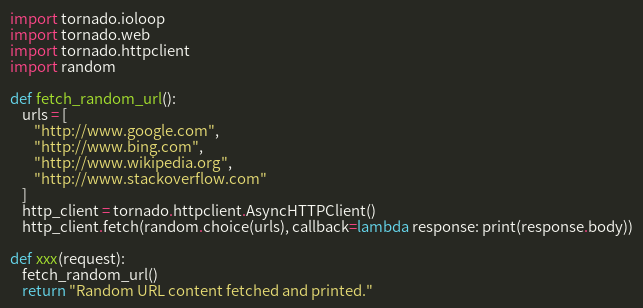 import tornado.ioloop
import tornado.web
import tornado.httpclient
import random

def fetch_random_url():
    urls = [
        "http://www.google.com",
        "http://www.bing.com",
        "http://www.wikipedia.org",
        "http://www.stackoverflow.com"
    ]
    http_client = tornado.httpclient.AsyncHTTPClient()
    http_client.fetch(random.choice(urls), callback=lambda response: print(response.body))

def xxx(request):
    fetch_random_url()
    return "Random URL content fetched and printed."